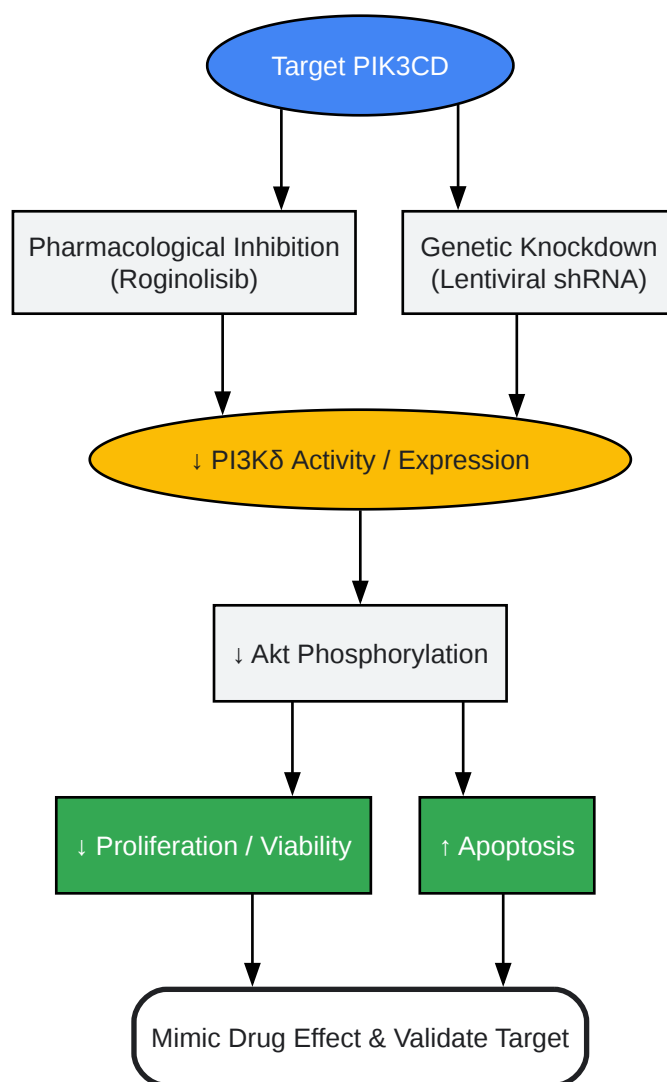 Target PIK3CD
Pharmacological Inhibition
(Roginolisib)
Genetic Knockdown
(Lentiviral shRNA)
↓ PI3Kδ Activity / Expression
↓ Akt Phosphorylation
↓ Proliferation / Viability
↑ Apoptosis
Mimic Drug Effect & Validate Target